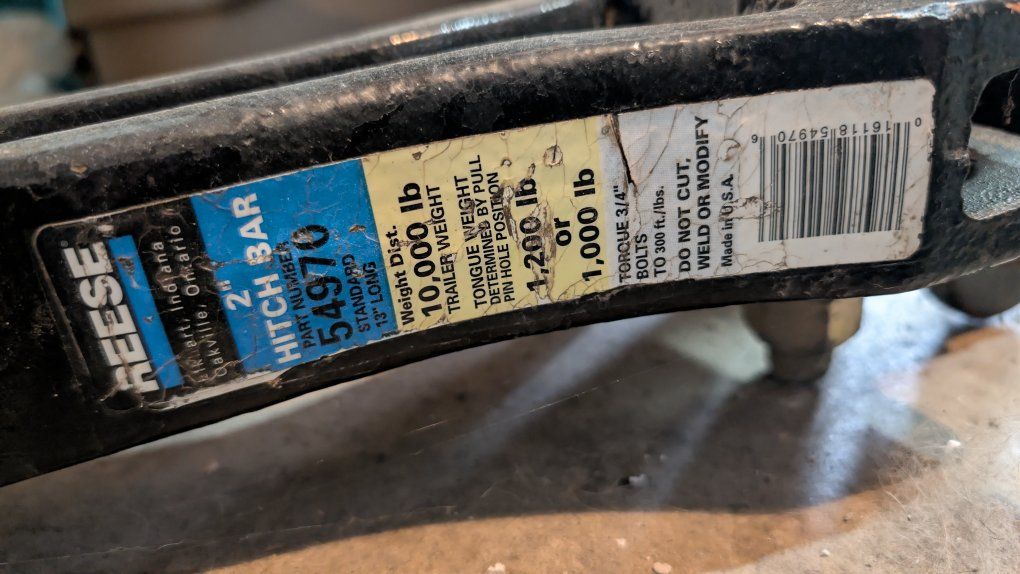 REESE
Elkhart, Indiana
Oakville, Ontario
2"
HITCH BAR
PART NUMBER
54970
STANDARD
13" LONG
Weight Dist.
10,000 lb
TRAILER WEIGHT
TONGUE WEIGHT
DETERMINED BY PULL
PIN HOLE POSITION
1,200 lb
or
1,000 lb
TORQUE 3/4"
BOLTS
TO 300 ft./lbs.
DO NOT CUT,
WELD OR MODIFY
Made in U.S.A.
0 16118 54970 6